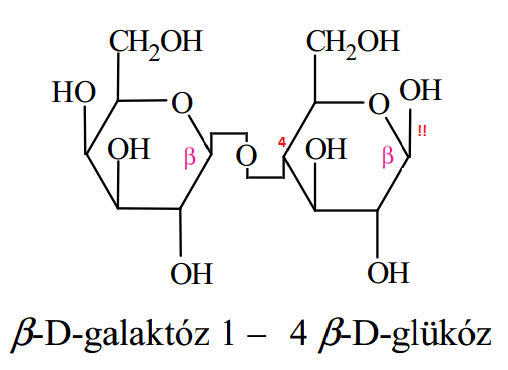 CH2OH CH2OH
HO O O OH
!!
OH β O 4 OH β
OH OH
β-D-galaktóz 1 – 4 β-D-glükóz